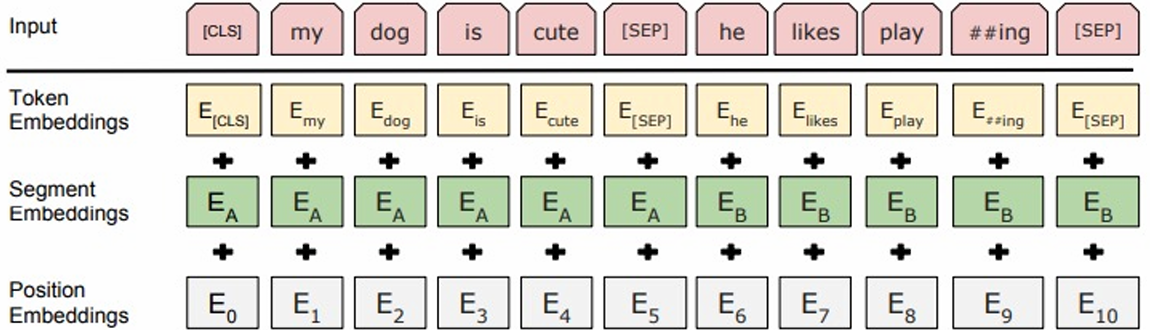 Input [CLS] my dog is cute [SEP] he likes play ##ing [SEP]
Token Embeddings E[CLS] Emy Edog Eis Ecute E[SEP] Ehe Elikes Eplay E##ing E[SEP]
+ + + + + + + + + + +
Segment Embeddings EA EA EA EA EA EA EB EB EB EB EB
+ + + + + + + + + + +
Position Embeddings E0 E1 E2 E3 E4 E5 E6 E7 E8 E9 E10